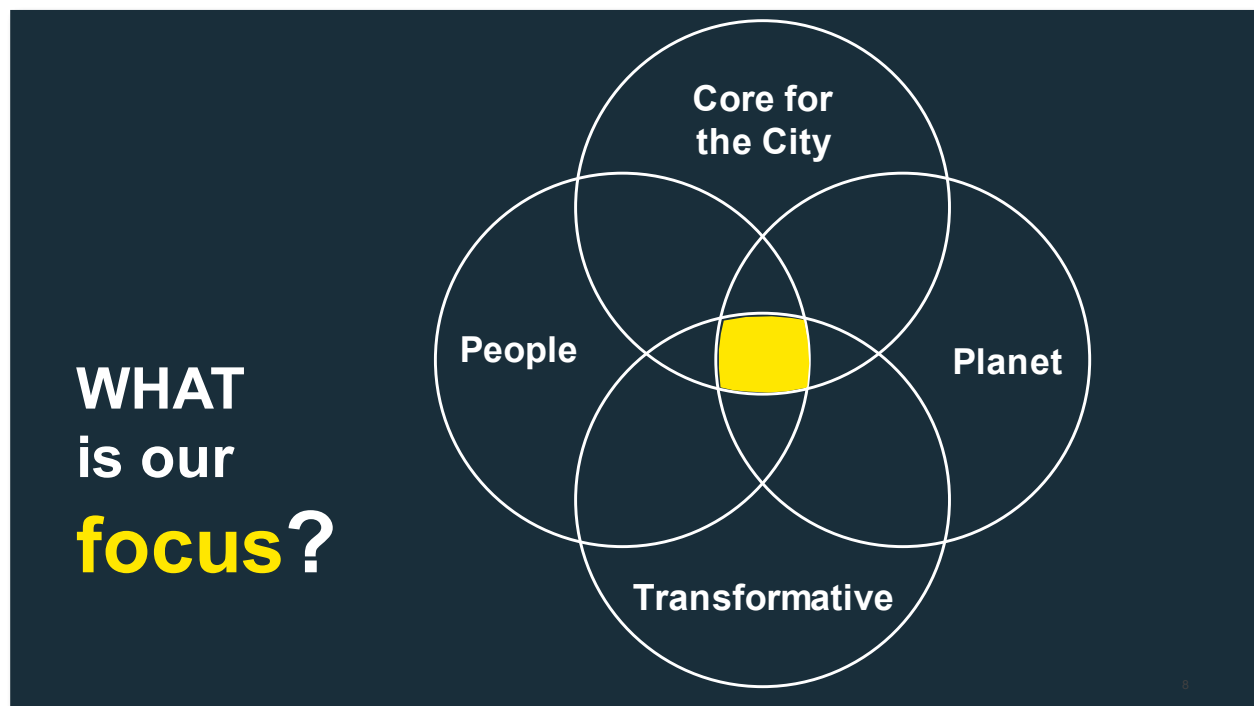 WHAT
is our
focus?
Core for
the City
People
Planet
Transformative
8